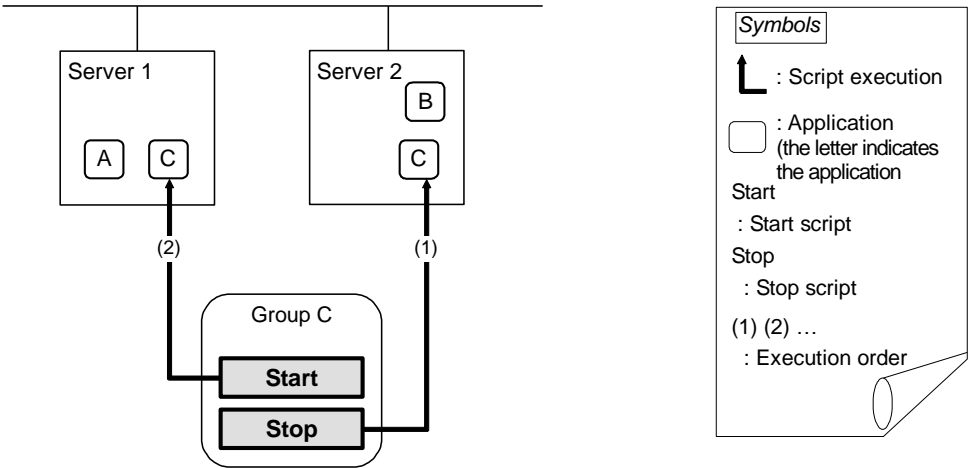 Server 1
Server 2
B
A
C
C
(2)
(1)
Group C
Start
Stop
Symbols
: Script execution
: Application
(the letter indicates
the application
Start
: Start script
Stop
: Stop script
(1) (2) …
: Execution order